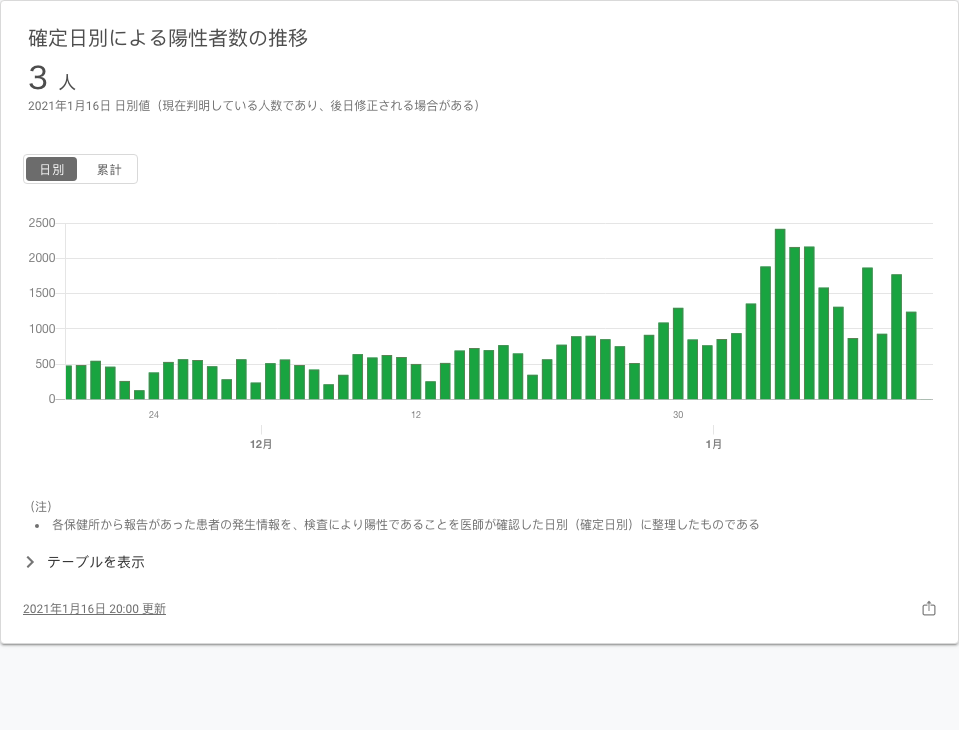 確定日別による陽性者数の推移
3 人
2021年1月16日 日別値（現在判明している人数であり、後日修正される場合がある）
日別 累計
2500
2000
1500
1000
500
0
24 12 30
12月 1月
（注）
• 各保健所から報告があった患者の発生情報を、検査により陽性であることを医師が確認した日別（確定日別）に整理したものである
テーブルを表示
2021年1月16日 20:00 更新